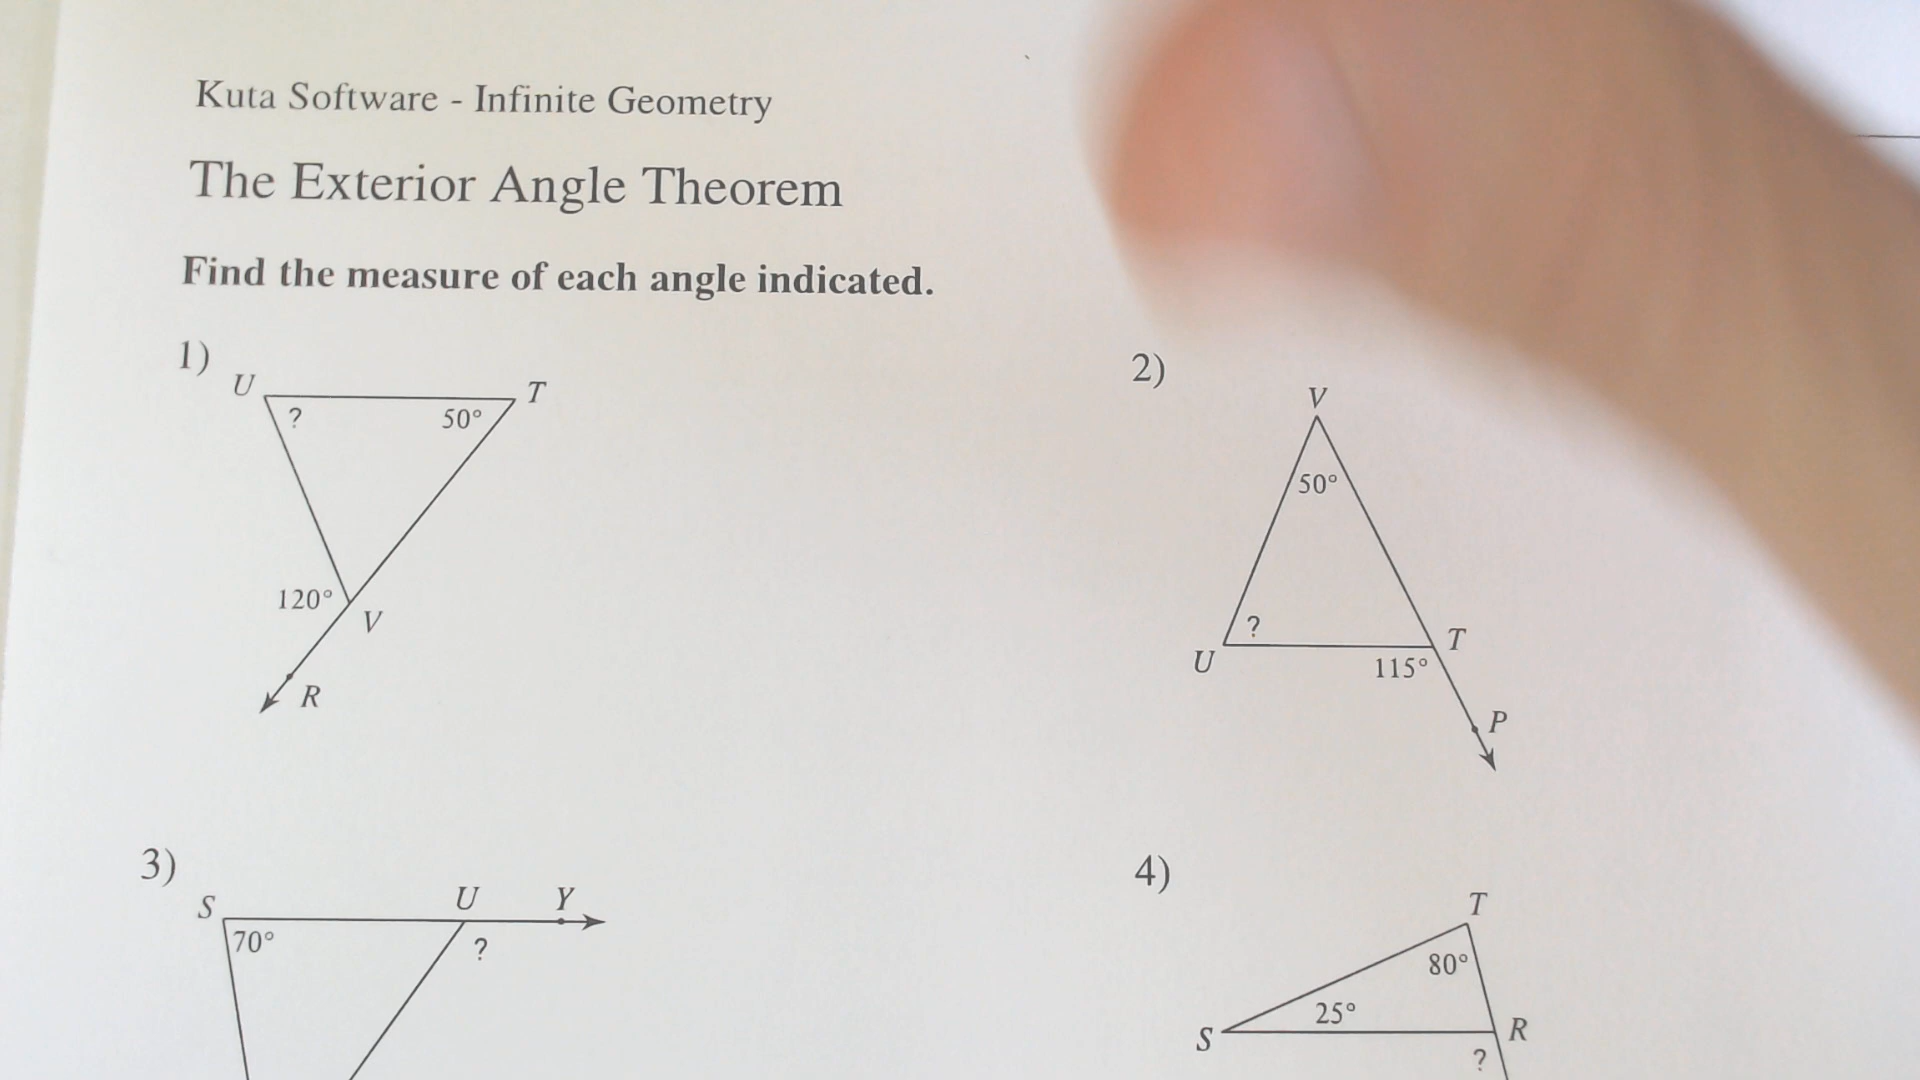 Kuta Software - Infinite Geometry
The Exterior Angle Theorem
Find the measure of each angle indicated.
1)
U
T
?
50°
120°
V
R
2)
V
50°
?
U
T
115°
P
3)
S
U
Y
70°
?
4)
T
80°
25°
S
R
?